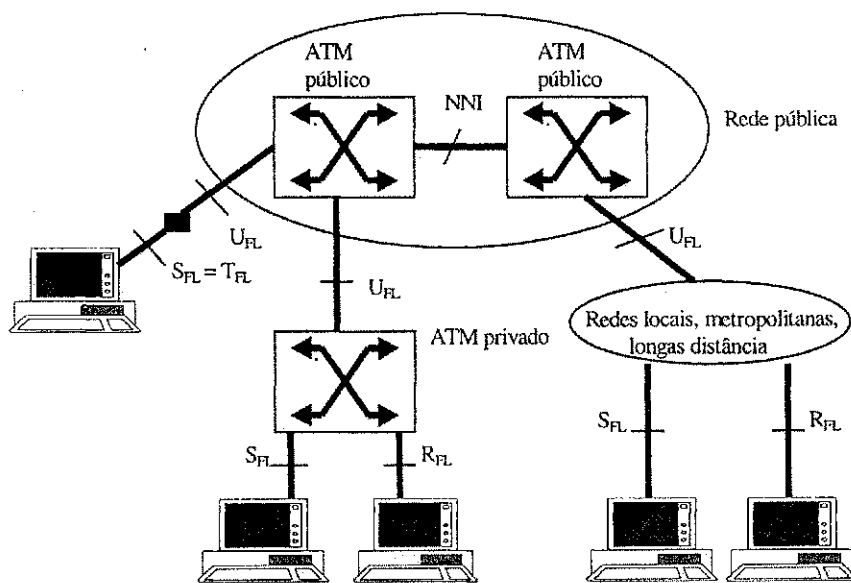 ATM
público
ATM
público
NNI
Rede pública
U_FL
S_FL = T_FL
U_FL
U_FL
ATM privado
Redes locais, metropolitanas,
longas distância
S_FL
R_FL
S_FL
R_FL